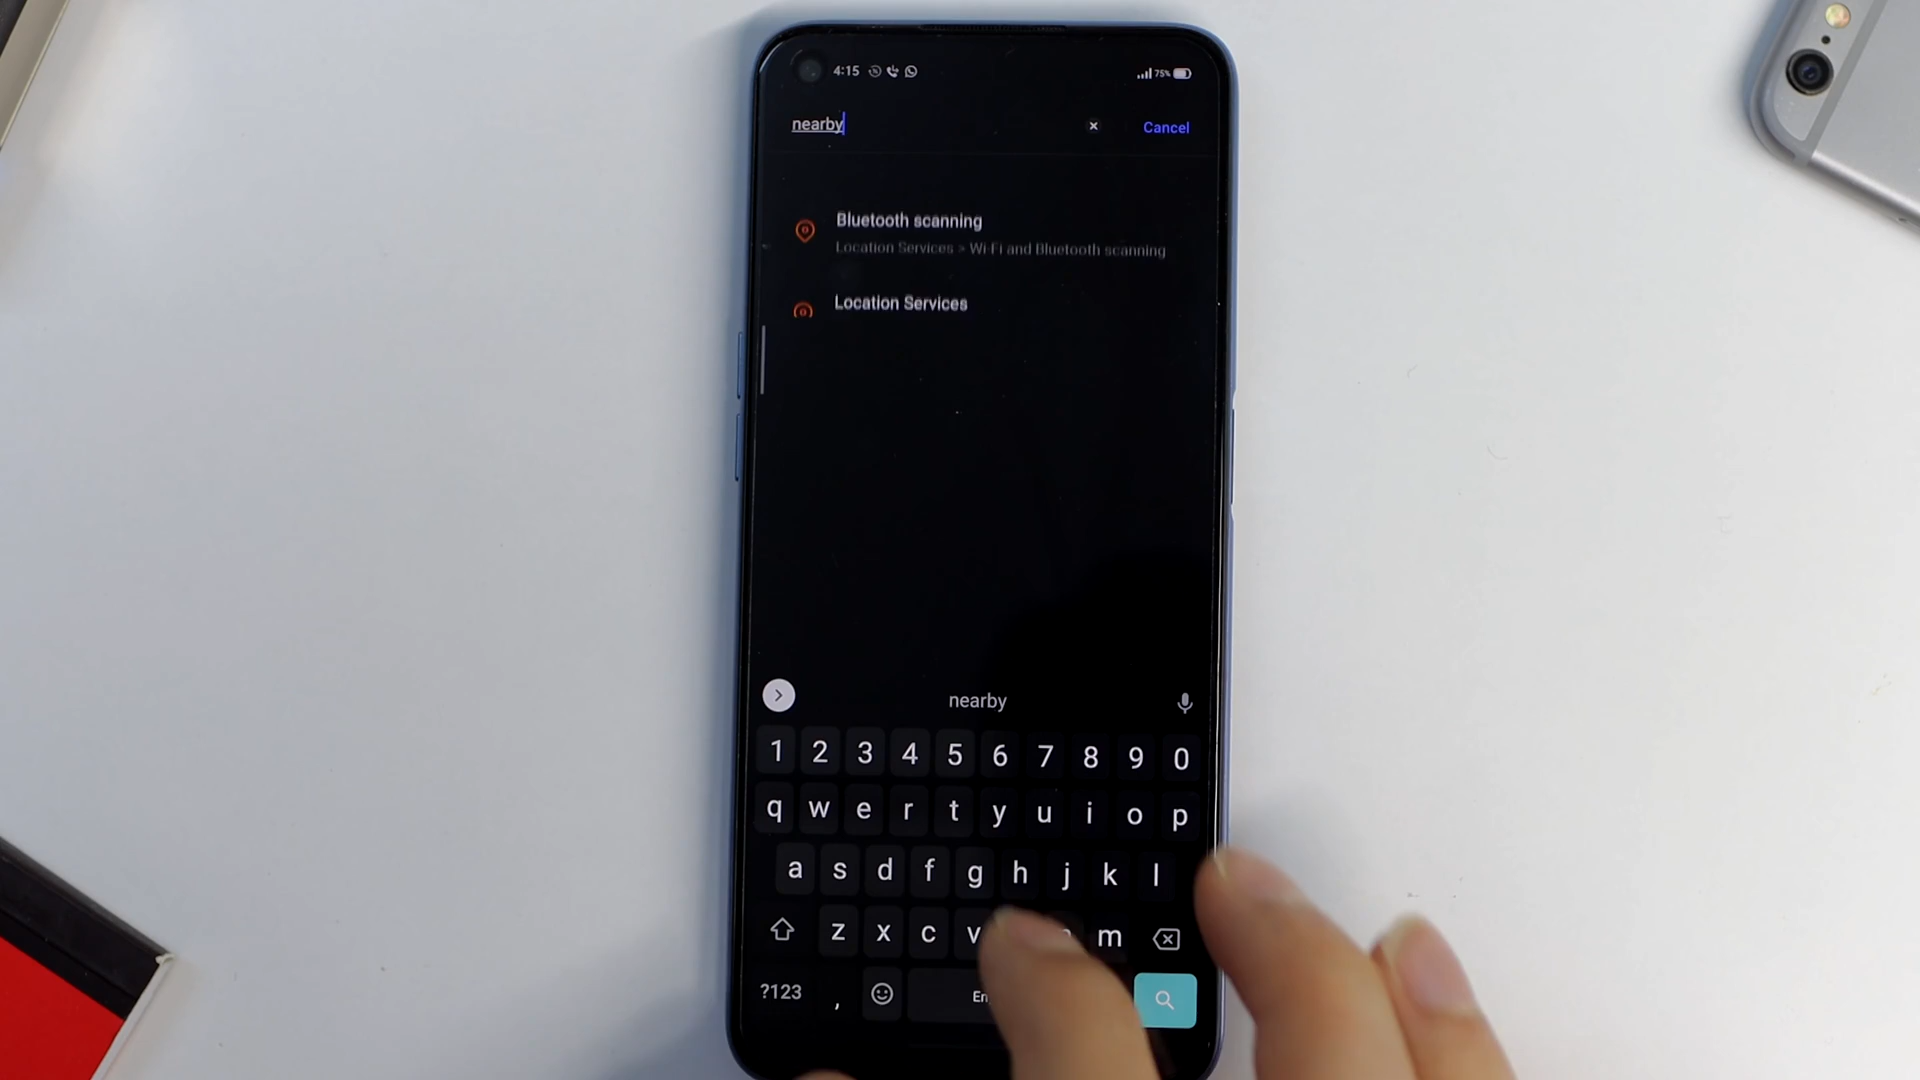 4:15 75%
nearby Cancel
Bluetooth scanning
Location Services > Wi-Fi and Bluetooth scanning
Location Services
nearby
1 2 3 4 5 6 7 8 9 0
q w e r t y u i o p
a s d f g h j k l
z x c v m
?123 ,